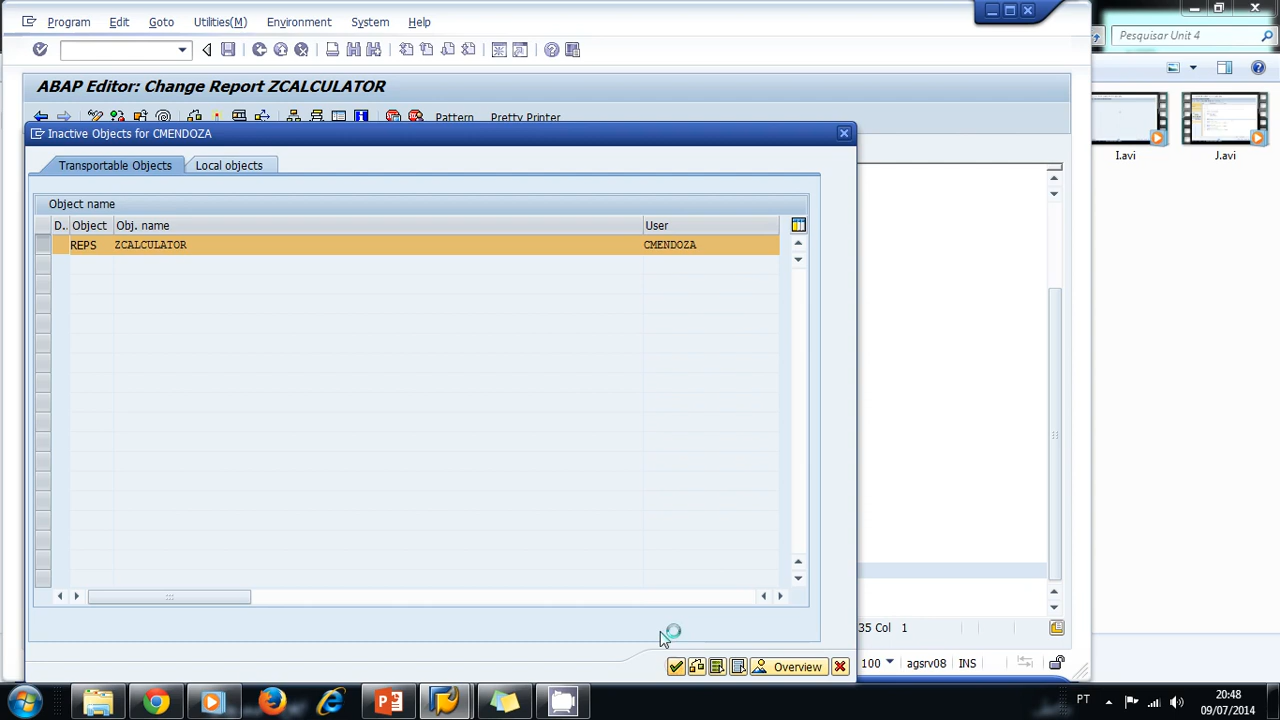 Program Edit Goto Utilities(M) Environment System Help
Pesquisar Unit 4
ABAP Editor: Change Report ZCALCULATOR
Pattern Pretty Printer
Inactive Objects for CMENDOZA
Transportable Objects Local objects
I.avi J.avi
Object name
D.. Object Obj. name User
REPS ZCALCULATOR CMENDOZA
35 Col 1
100 agsrv08 INS
Overview
PT
20:48
09/07/2014